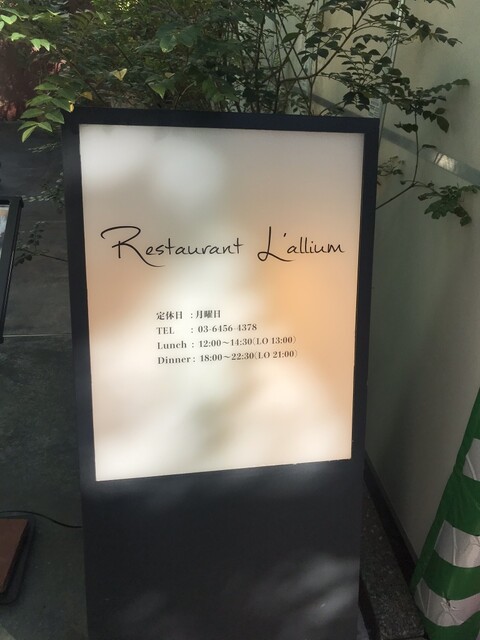 Restaurant L'allium
定休日 : 月曜日
TEL : 03-6456-4378
Lunch : 12:00~14:30(LO 13:00)
Dinner : 18:00~22:30(LO 21:00)